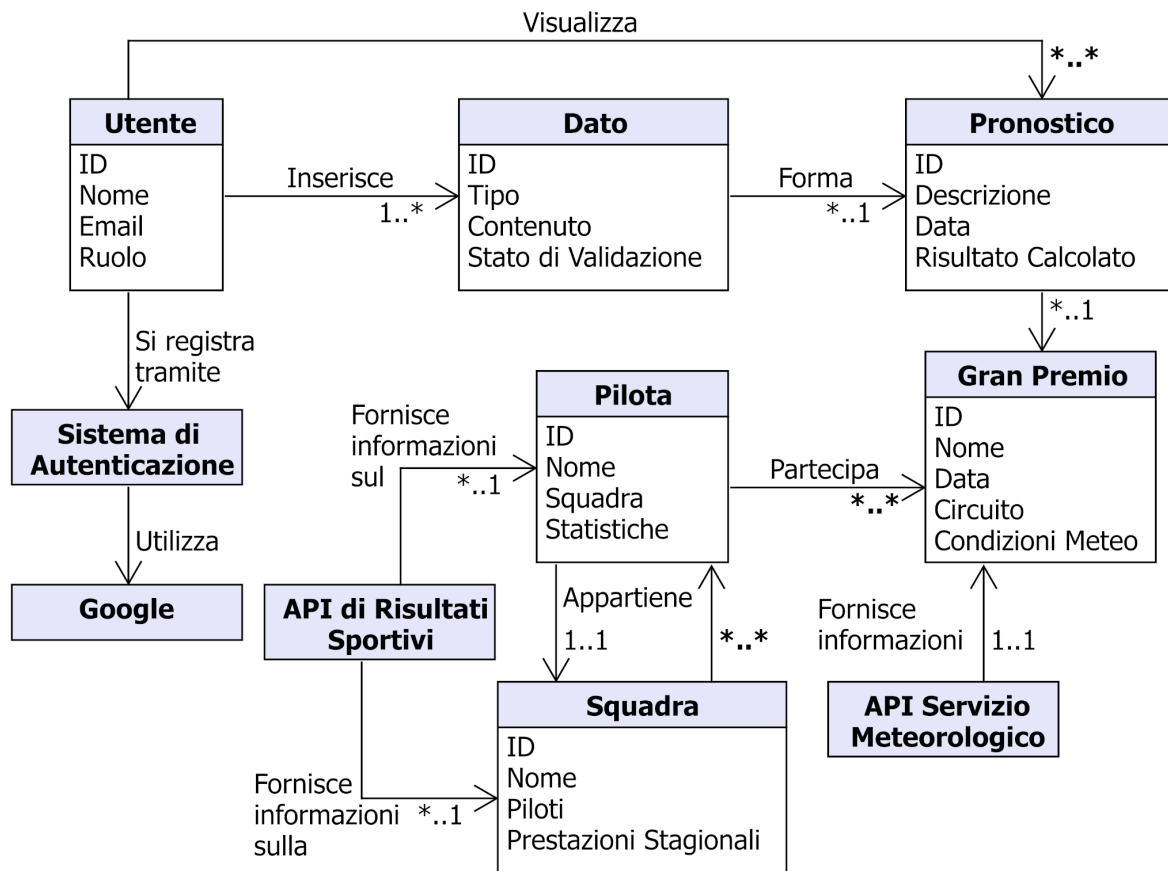 Visualizza
*..*
Utente
ID
Nome
Email
Ruolo
Inserisce
1..*
Dato
ID
Tipo
Contenuto
Stato di Validazione
Forma
*..1
Pronostico
ID
Descrizione
Data
Risultato Calcolato
*..1
Si registra
tramite
Sistema di
Autenticazione
Utilizza
Google
Fornisce
informazioni
sul
*..1
Pilota
ID
Nome
Squadra
Statistiche
Partecipa
*..*
Gran Premio
ID
Nome
Data
Circuito
Condizioni Meteo
API di Risultati
Sportivi
Appartiene
1..1
*..*
Fornisce
informazioni
1..1
API Servizio
Meteorologico
Fornisce
informazioni
sulla
*..1
Squadra
ID
Nome
Piloti
Prestazioni Stagionali